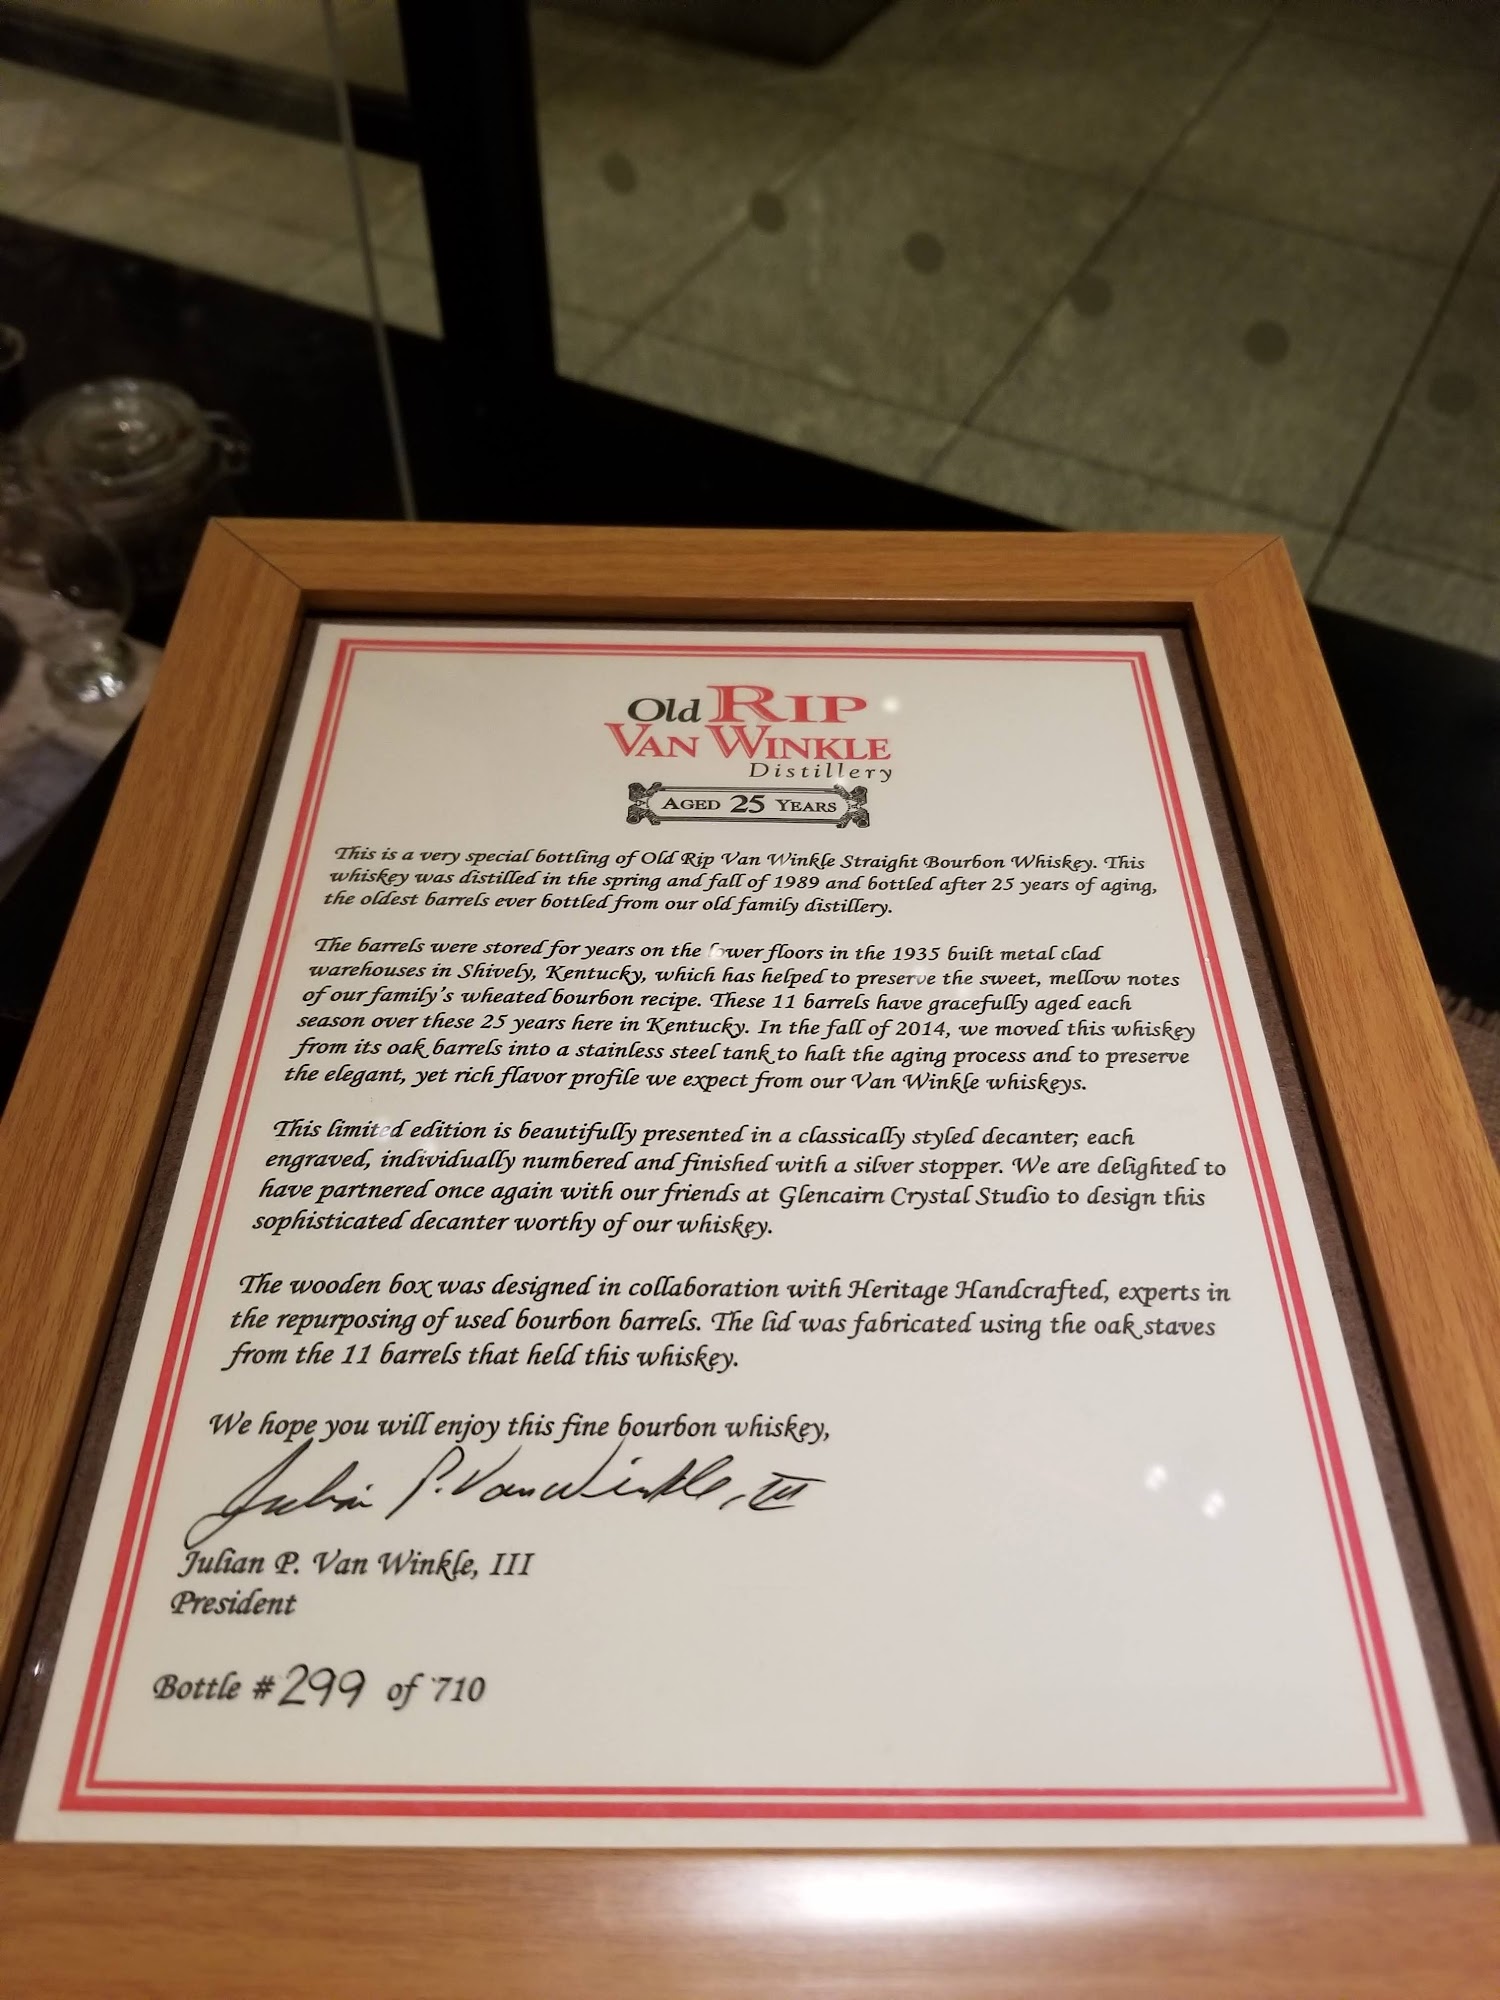 Old RIP
VAN WINKLE
Distillery
AGED 25 YEARS
This is a very special bottling of Old Rip Van Winkle Straight Bourbon Whiskey. This
whiskey was distilled in the spring and fall of 1989 and bottled after 25 years of aging,
the oldest barrels ever bottled from our old family distillery.
The barrels were stored for years on the lower floors in the 1935 built metal clad
warehouses in Shively, Kentucky, which has helped to preserve the sweet, mellow notes
of our family's wheated bourbon recipe. These 11 barrels have gracefully aged each
season over these 25 years here in Kentucky. In the fall of 2014, we moved this whiskey
from its oak barrels into a stainless steel tank to halt the aging process and to preserve
the elegant, yet rich flavor profile we expect from our Van Winkle whiskeys.
This limited edition is beautifully presented in a classically styled decanter; each
engraved, individually numbered and finished with a silver stopper. We are delighted to
have partnered once again with our friends at Glencairn Crystal Studio to design this
sophisticated decanter worthy of our whiskey.
The wooden box was designed in collaboration with Heritage Handcrafted, experts in
the repurposing of used bourbon barrels. The lid was fabricated using the oak staves
from the 11 barrels that held this whiskey.
We hope you will enjoy this fine bourbon whiskey,
Julian P. Van Winkle, III
Julian P. Van Winkle, III
President
Bottle # 299 of 710